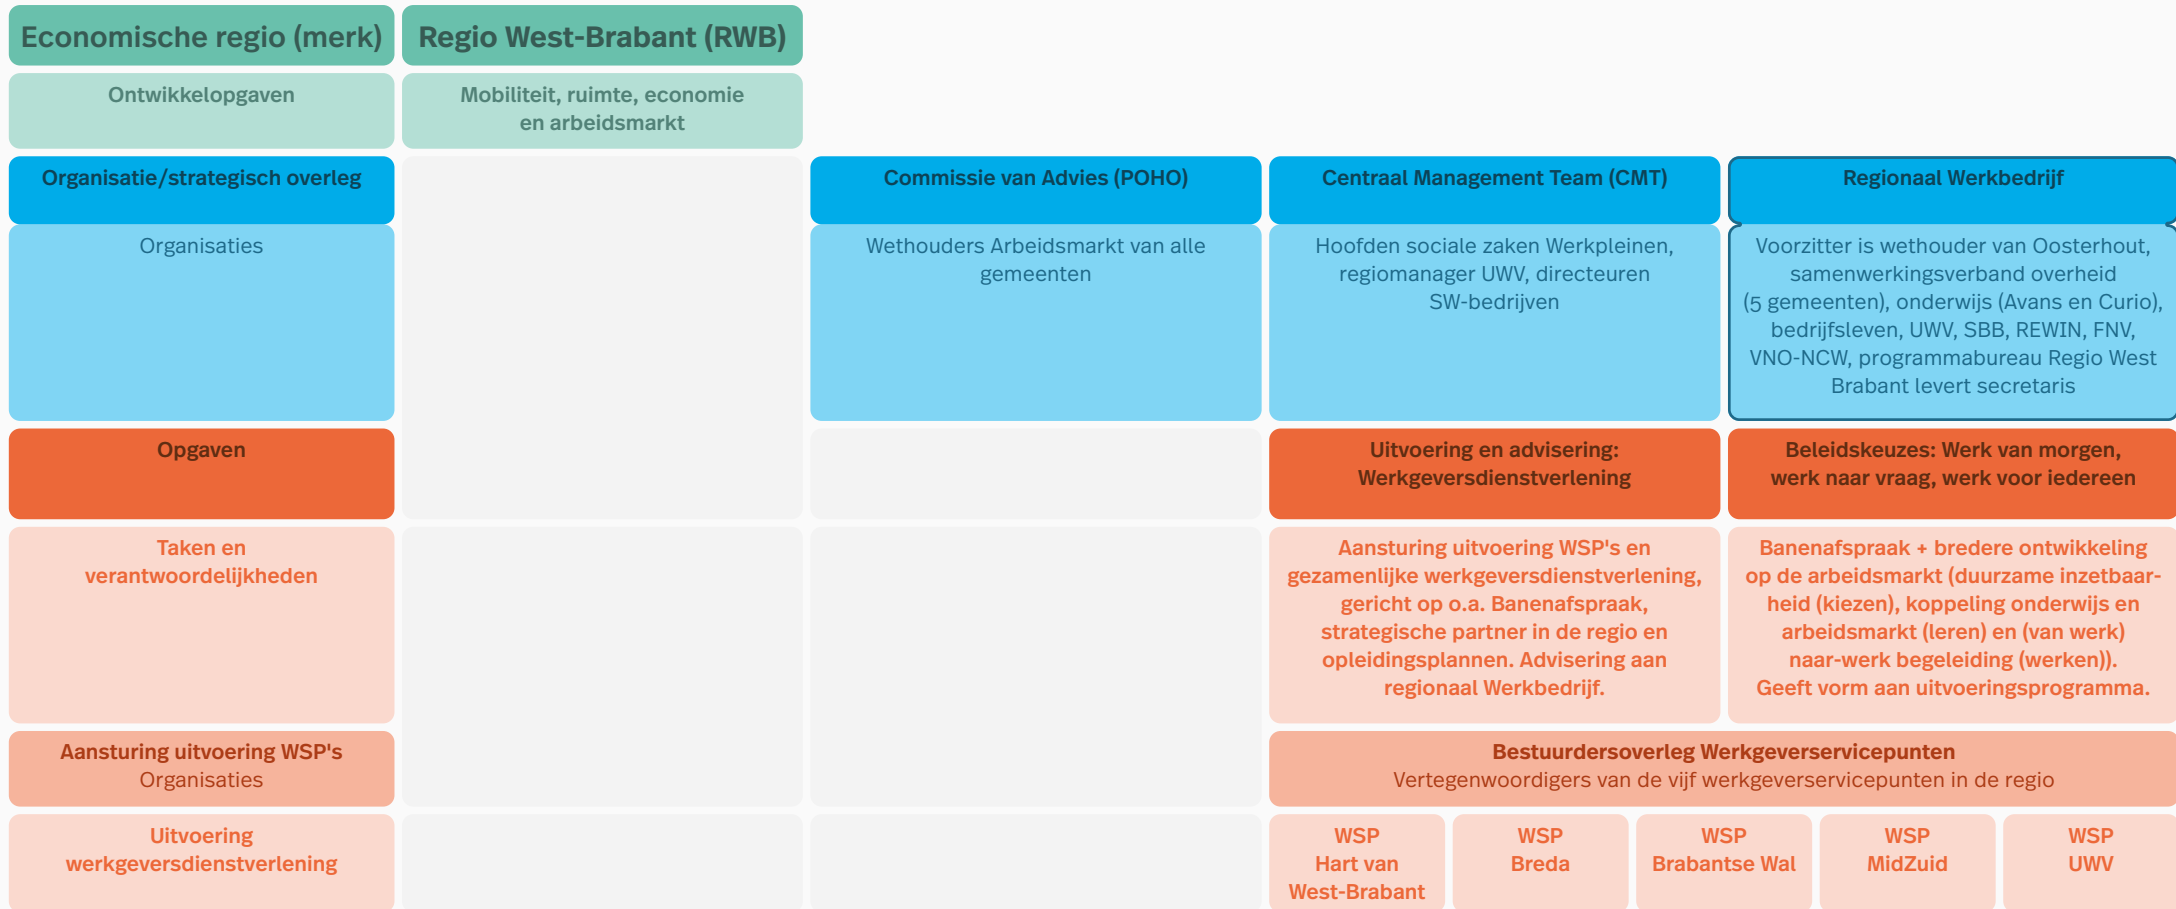 Economische regio (merk)
Regio West-Brabant (RWB)
Ontwikkelopgaven
Mobiliteit, ruimte, economie
en arbeidsmarkt
Organisatie/strategisch overleg
Commissie van Advies (POHO)
Centraal Management Team (CMT)
Regionaal Werkbedrijf
Organisaties
Wethouders Arbeidsmarkt van alle
gemeenten
Hoofden sociale zaken Werkpleinen,
regiomanager UWV, directeuren
SW-bedrijven
Voorzitter is wethouder van Oosterhout,
samenwerkingsverband overheid
(5 gemeenten), onderwijs (Avans en Curio),
bedrijfsleven, UWV, SBB, REWIN, FNV,
VNO-NCW, programmabureau Regio West
Brabant levert secretaris
Opgaven
Uitvoering en advisering:
Werkgeversdienstverlening
Beleidskeuzes: Werk van morgen,
werk naar vraag, werk voor iedereen
Taken en
verantwoordelijkheden
Aansturing uitvoering WSP's en
gezamenlijke werkgeversdienstverlening,
gericht op o.a. Banenafspraak,
strategische partner in de regio en
opleidingsplannen. Advisering aan
regionaal Werkbedrijf.
Banenafspraak + bredere ontwikkeling
op de arbeidsmarkt (duurzame inzetbaar-
heid (kiezen), koppeling onderwijs en
arbeidsmarkt (leren) en (van werk)
naar-werk begeleiding (werken)).
Geeft vorm aan uitvoeringsprogramma.
Aansturing uitvoering WSP's
Organisaties
Bestuurdersoverleg Werkgeverservicepunten
Vertegenwoordigers van de vijf werkgeverservicepunten in de regio
Uitvoering
werkgeversdienstverlening
WSP
Hart van
West-Brabant
WSP
Breda
WSP
Brabantse Wal
WSP
MidZuid
WSP
UWV